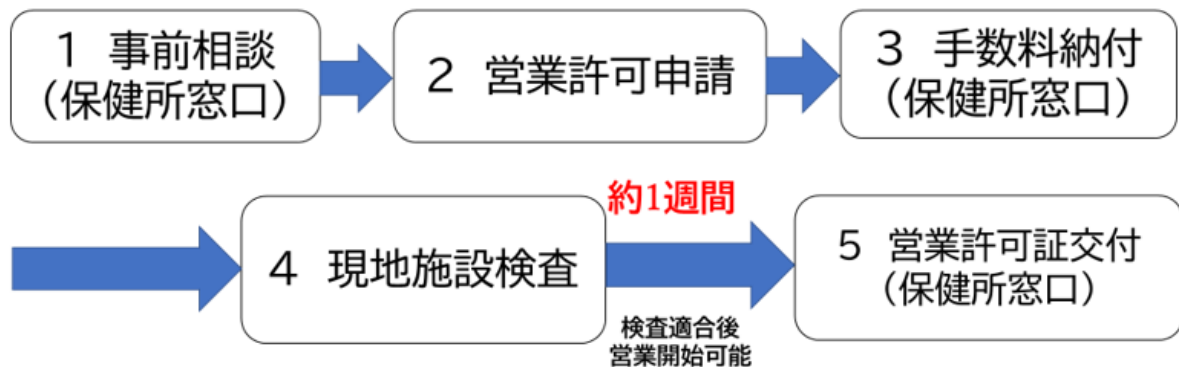 1 事前相談
(保健所窓口)
2 営業許可申請
3 手数料納付
(保健所窓口)
4 現地施設検査
約1週間
検査適合後
営業開始可能
5 営業許可証交付
(保健所窓口)